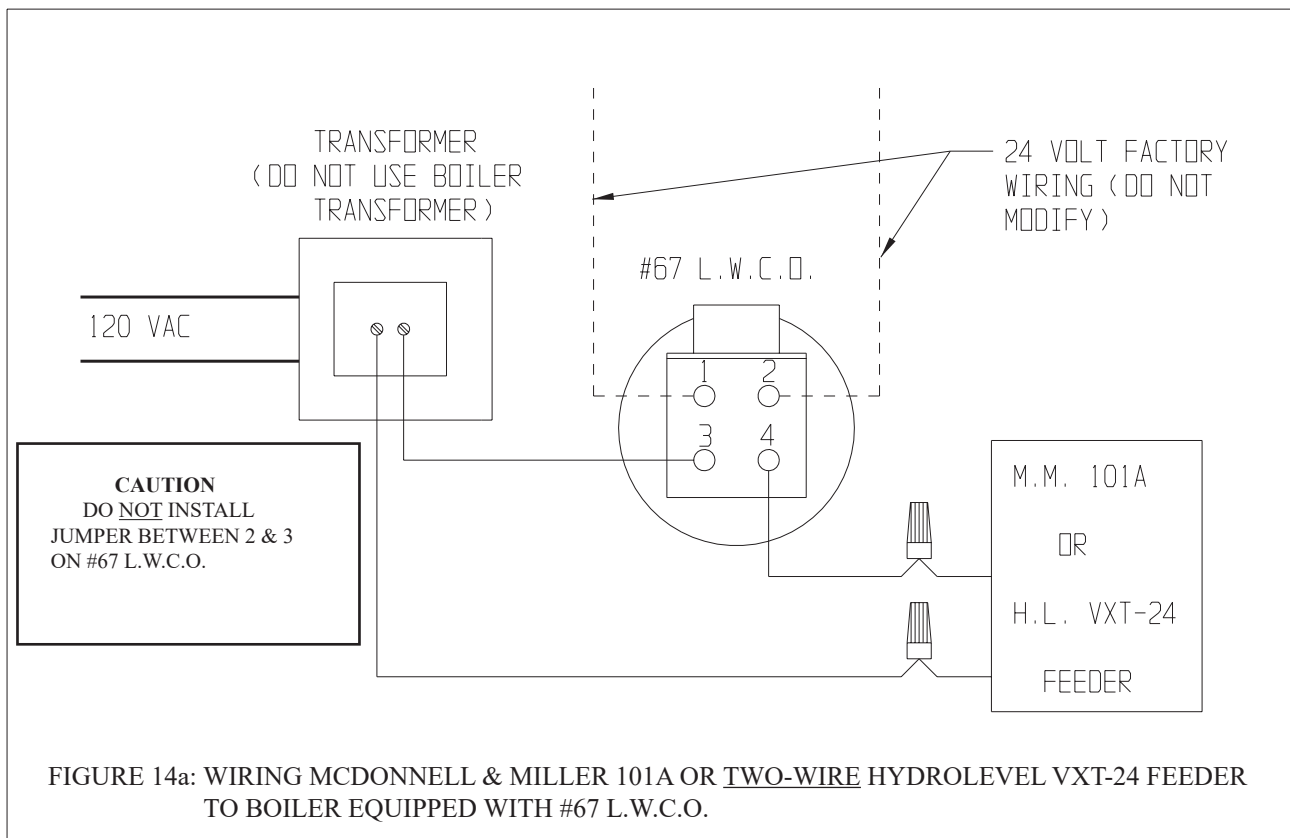 TRANSFORMER
(DO NOT USE BOILER
TRANSFORMER)
24 VOLT FACTORY
WIRING (DO NOT
MODIFY)
#67 L.W.C.O.
120 VAC
1 2
3 4
CAUTION
DO NOT INSTALL
JUMPER BETWEEN 2 & 3
ON #67 L.W.C.O.
M.M. 101A
OR
H.L. VXT-24
FEEDER
FIGURE 14a: WIRING MCDONNELL & MILLER 101A OR TWO-WIRE HYDROLEVEL VXT-24 FEEDER
TO BOILER EQUIPPED WITH #67 L.W.C.O.